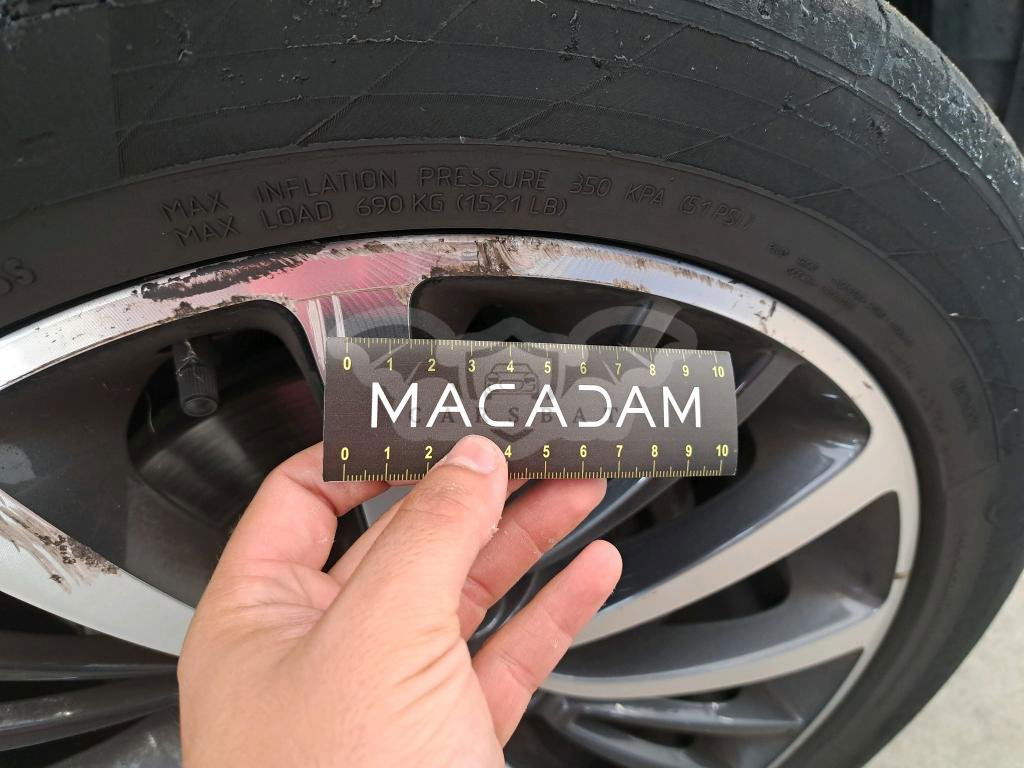 MAX INFLATION PRESSURE 350 KPA (51 PSI)
MAX LOAD 690 KG (1521 LB)
0 1 2 3 4 5 6 7 8 9 10
MACADAM
CARSBAT
0 1 2 4 5 6 7 8 9 10